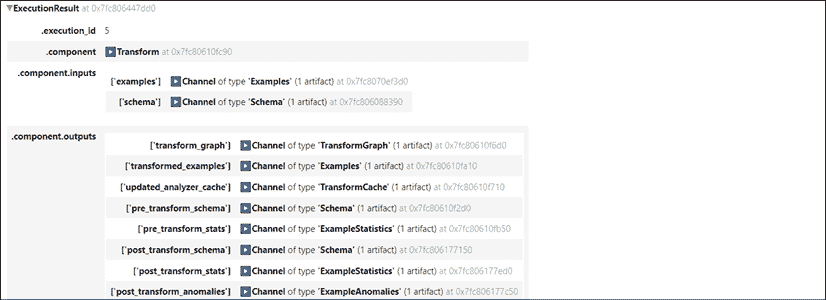 ▼ExecutionResult at 0x7fc806447dd0
.execution_id 5
.component ▶Transform at 0x7fc80610fc90
.component.inputs
['examples'] ▶Channel of type 'Examples' (1 artifact) at 0x7fc8070ef3d0
['schema'] ▶Channel of type 'Schema' (1 artifact) at 0x7fc806088390
.component.outputs
['transform_graph'] ▶Channel of type 'TransformGraph' (1 artifact) at 0x7fc80610f6d0
['transformed_examples'] ▶Channel of type 'Examples' (1 artifact) at 0x7fc80610fa10
['updated_analyzer_cache'] ▶Channel of type 'TransformCache' (1 artifact) at 0x7fc80610f710
['pre_transform_schema'] ▶Channel of type 'Schema' (1 artifact) at 0x7fc80610f2d0
['pre_transform_stats'] ▶Channel of type 'ExampleStatistics' (1 artifact) at 0x7fc80610fb50
['post_transform_schema'] ▶Channel of type 'Schema' (1 artifact) at 0x7fc806177150
['post_transform_stats'] ▶Channel of type 'ExampleStatistics' (1 artifact) at 0x7fc806177ed0
['post_transform_anomalies'] ▶Channel of type 'ExampleAnomalies' (1 artifact) at 0x7fc806177c50